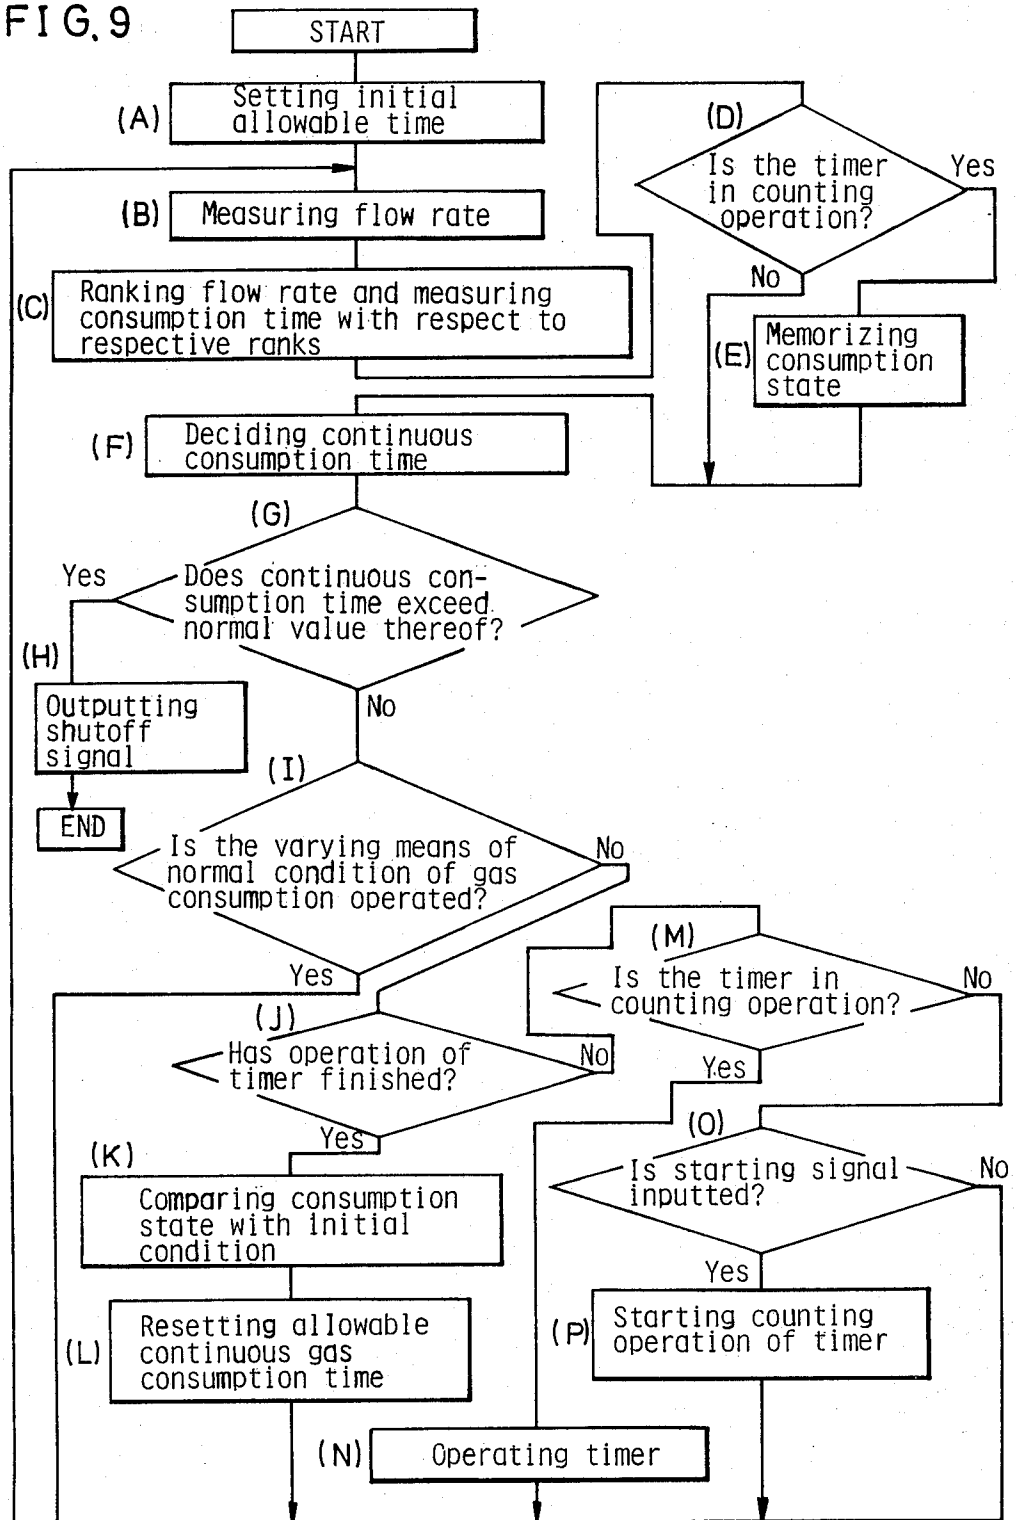 FIG. 9
START
(A)
Setting initial
allowable time
(B)
Measuring flow rate
(C)
Ranking flow rate and measuring
consumption time with respect to
respective ranks
(D)
Is the timer
in counting
operation?
Yes
No
(E)
Memorizing
consumption
state
(F)
Deciding continuous
consumption time
(G)
Does continuous con-
sumption time exceed
normal value thereof?
Yes
No
(H)
Outputting
shutoff
signal
END
(I)
Is the varying means of
normal condition of gas
consumption operated?
No
Yes
(J)
Has operation of
timer finished?
No
Yes
(K)
Comparing consumption
state with initial
condition
(L)
Resetting allowable
continuous gas
consumption time
(M)
Is the timer in
counting operation?
No
Yes
(O)
Is starting signal
inputted?
No
Yes
(P)
Starting counting
operation of timer
(N)
Operating timer